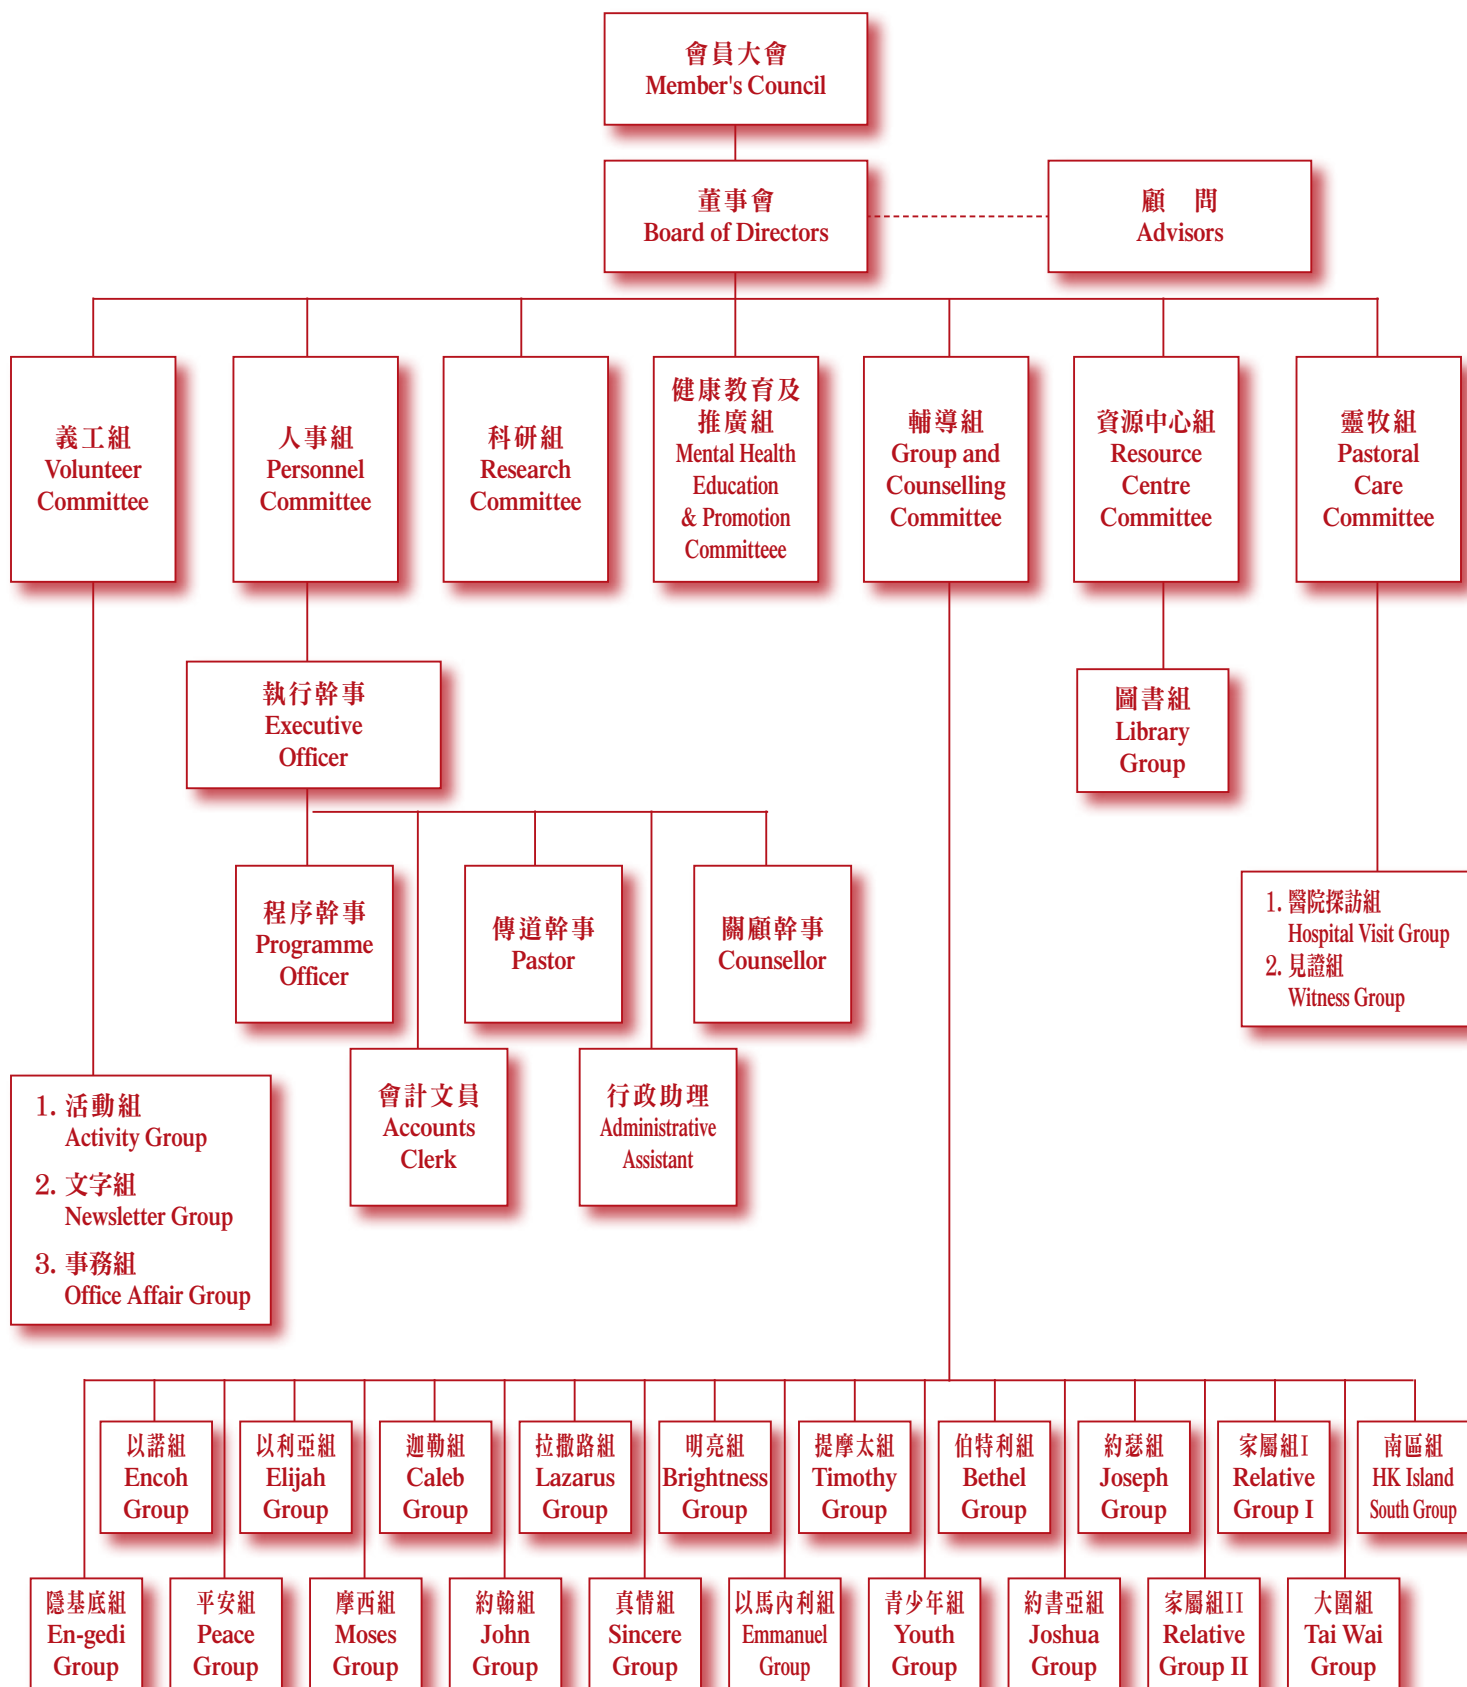 會員大會
Member's Council
董事會
Board of Directors
顧 問
Advisors
義工組
Volunteer
Committee
人事組
Personnel
Committee
科研組
Research
Committee
健康教育及
推廣組
Mental Health
Education
& Promotion
Committeee
輔導組
Group and
Counselling
Committee
資源中心組
Resource
Centre
Committee
靈牧組
Pastoral
Care
Committee
執行幹事
Executive
Officer
圖書組
Library
Group
程序幹事
Programme
Officer
傳道幹事
Pastor
關顧幹事
Counsellor
1. 醫院探訪組
Hospital Visit Group
2. 見證組
Witness Group
會計文員
Accounts
Clerk
行政助理
Administrative
Assistant
1. 活動組
Activity Group
2. 文字組
Newsletter Group
3. 事務組
Office Affair Group
以諾組
Encoh
Group
以利亞組
Elijah
Group
迦勒組
Caleb
Group
拉撒路組
Lazarus
Group
明亮組
Brightness
Group
提摩太組
Timothy
Group
伯特利組
Bethel
Group
約瑟組
Joseph
Group
家屬組I
Relative
Group I
南區組
HK Island
South Group
隱基底組
En-gedi
Group
平安組
Peace
Group
摩西組
Moses
Group
約翰組
John
Group
真情組
Sincere
Group
以馬內利組
Emmanuel
Group
青少年組
Youth
Group
約書亞組
Joshua
Group
家屬組II
Relative
Group II
大圍組
Tai Wai
Group